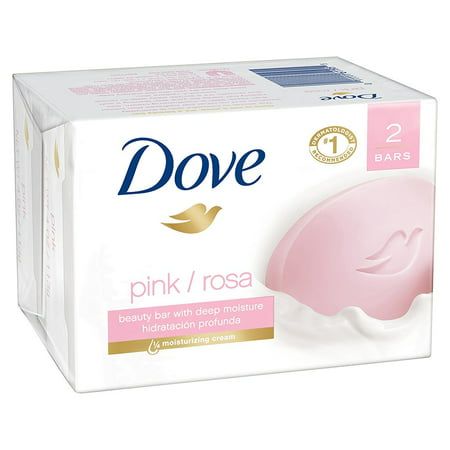 Dove
DERMATOLOGIST
#1
RECOMMENDED
2
BARS
pink / rosa
beauty bar with deep moisture
hidratación profunda
¼ moisturizing cream